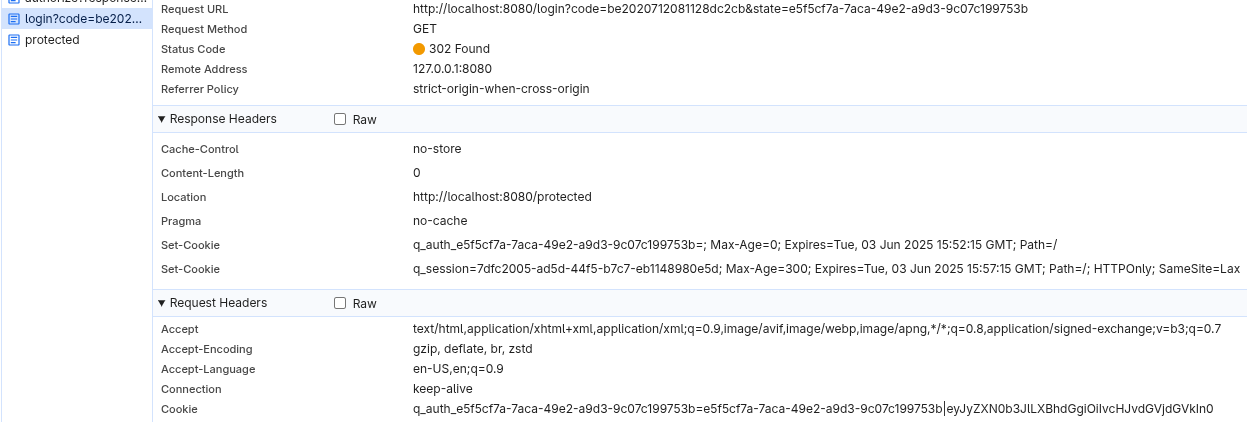 login?code=be202...
protected
Request URL http://localhost:8080/login?code=be2020712081128dc2cb&state=e5f5cf7a-7aca-49e2-a9d3-9c07c199753b
Request Method GET
Status Code 302 Found
Remote Address 127.0.0.1:8080
Referrer Policy strict-origin-when-cross-origin
▼ Response Headers Raw
Cache-Control no-store
Content-Length 0
Location http://localhost:8080/protected
Pragma no-cache
Set-Cookie q_auth_e5f5cf7a-7aca-49e2-a9d3-9c07c199753b=; Max-Age=0; Expires=Tue, 03 Jun 2025 15:52:15 GMT; Path=/
Set-Cookie q_session=7dfc2005-ad5d-44f5-b7c7-eb1148980e5d; Max-Age=300; Expires=Tue, 03 Jun 2025 15:57:15 GMT; Path=/; HTTPOnly; SameSite=Lax
▼ Request Headers Raw
Accept text/html,application/xhtml+xml,application/xml;q=0.9,image/avif,image/webp,image/apng,*/*;q=0.8,application/signed-exchange;v=b3;q=0.7
Accept-Encoding gzip, deflate, br, zstd
Accept-Language en-US,en;q=0.9
Connection keep-alive
Cookie q_auth_e5f5cf7a-7aca-49e2-a9d3-9c07c199753b=e5f5cf7a-7aca-49e2-a9d3-9c07c199753b|eyJyZXN0b3JlLXBhdGgiOiIvcHJvdGVjdGVkIn0